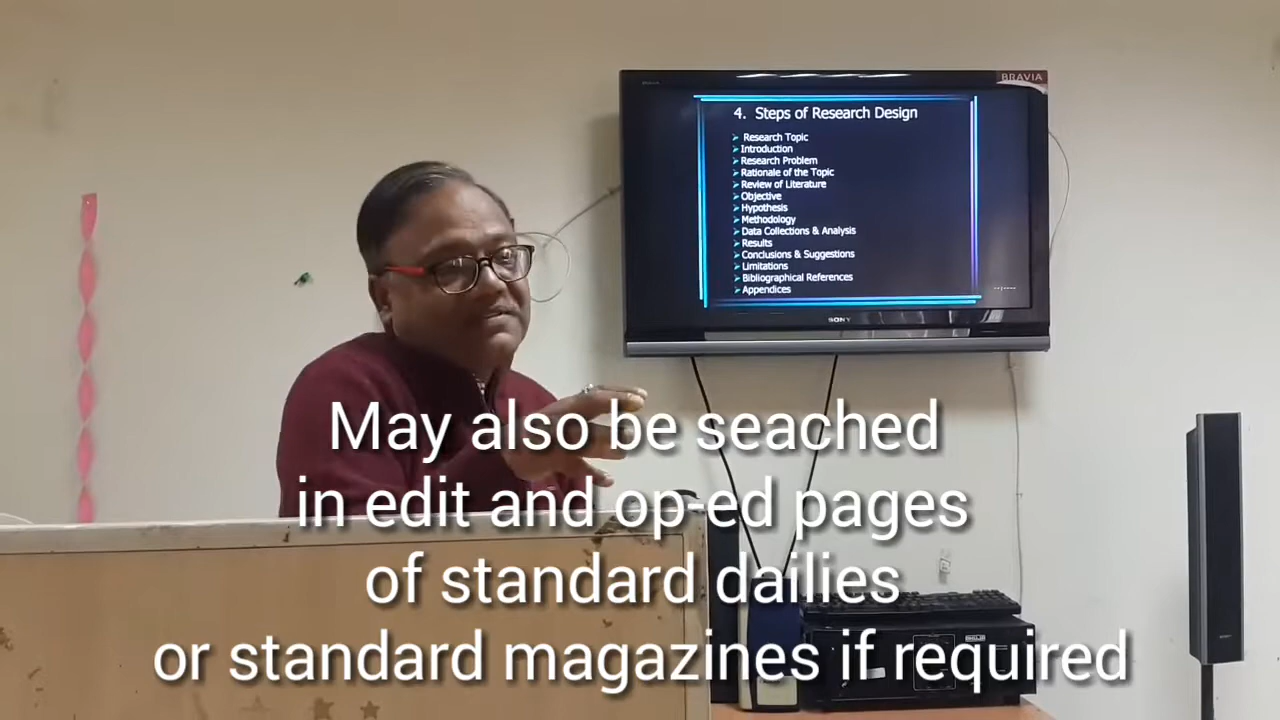 BRAVIA
4. Steps of Research Design
Research Topic
Introduction
Research Problem
Rationale of the Topic
Review of Literature
Objective
Hypothesis
Methodology
Data Collections & Analysis
Results
Conclusions & Suggestions
Limitations
Bibliographical References
Appendices
SONY
May also be seached
in edit and op-ed pages
of standard dailies
or standard magazines if required